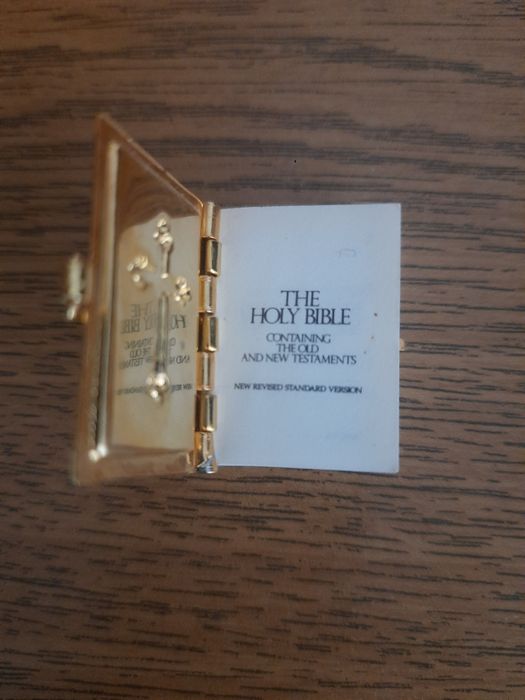 THE
HOLY BIBLE
CONTAINING
THE OLD
AND NEW TESTAMENTS
NEW REVISED STANDARD VERSION